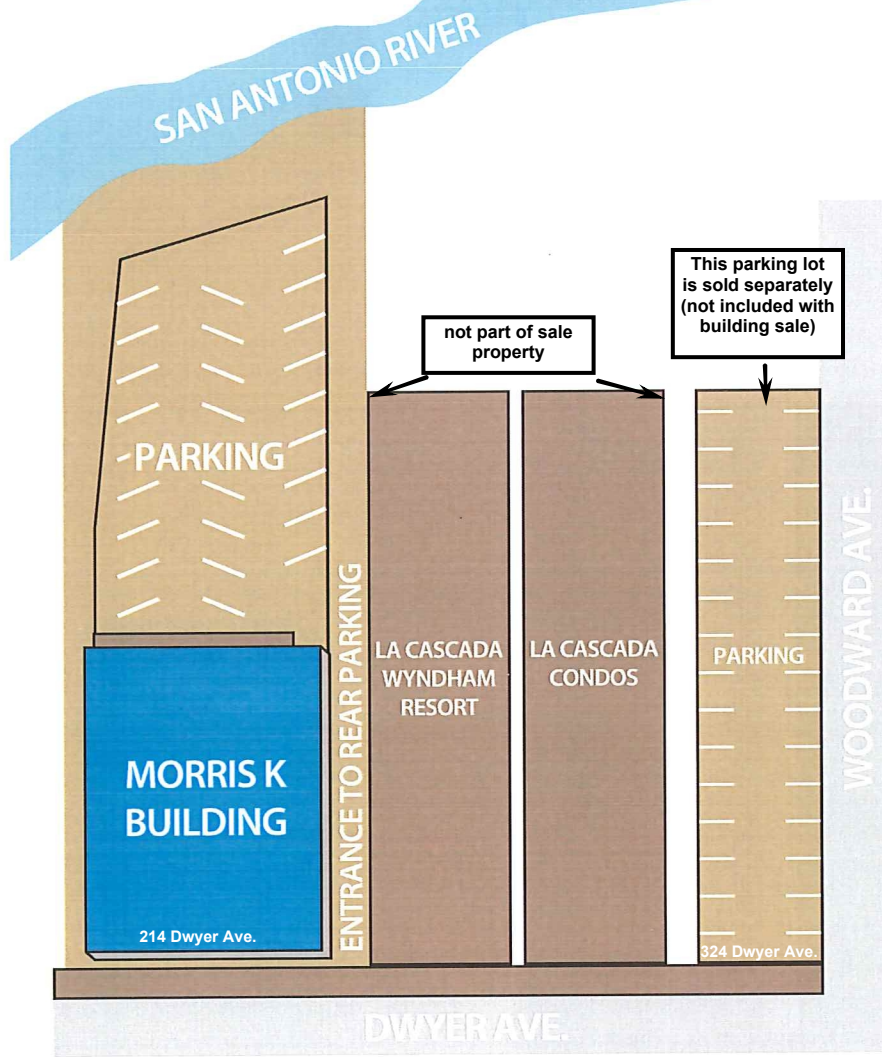 SAN ANTONIO RIVER
This parking lot
is sold separately
(not included with
building sale)
not part of sale
property
PARKING
ENTRANCE TO REAR PARKING
LA CASCADA
WYNDHAM
RESORT
LA CASCADA
CONDOS
PARKING
WOODWARD AVE.
MORRIS K
BUILDING
214 Dwyer Ave.
324 Dwyer Ave.
DWYER AVE.